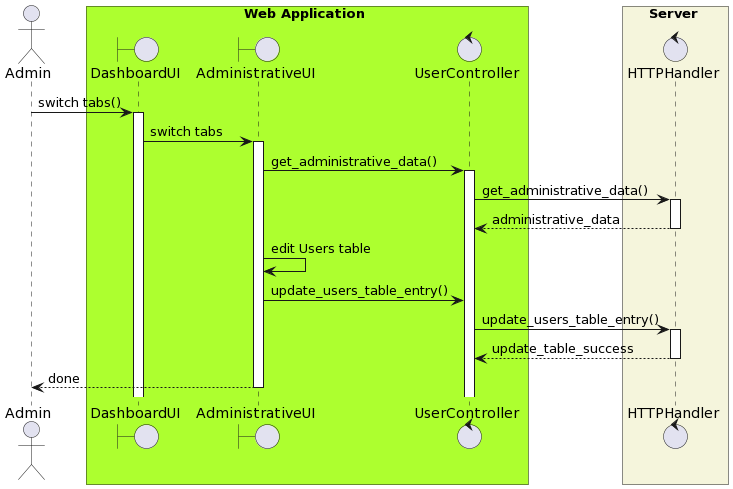 Web Application
Server
Admin
DashboardUI
AdministrativeUI
UserController
HTTPHandler
switch tabs()
switch tabs
get_administrative_data()
get_administrative_data()
administrative_data
edit Users table
update_users_table_entry()
update_users_table_entry()
update_table_success
done
Admin
DashboardUI
AdministrativeUI
UserController
HTTPHandler